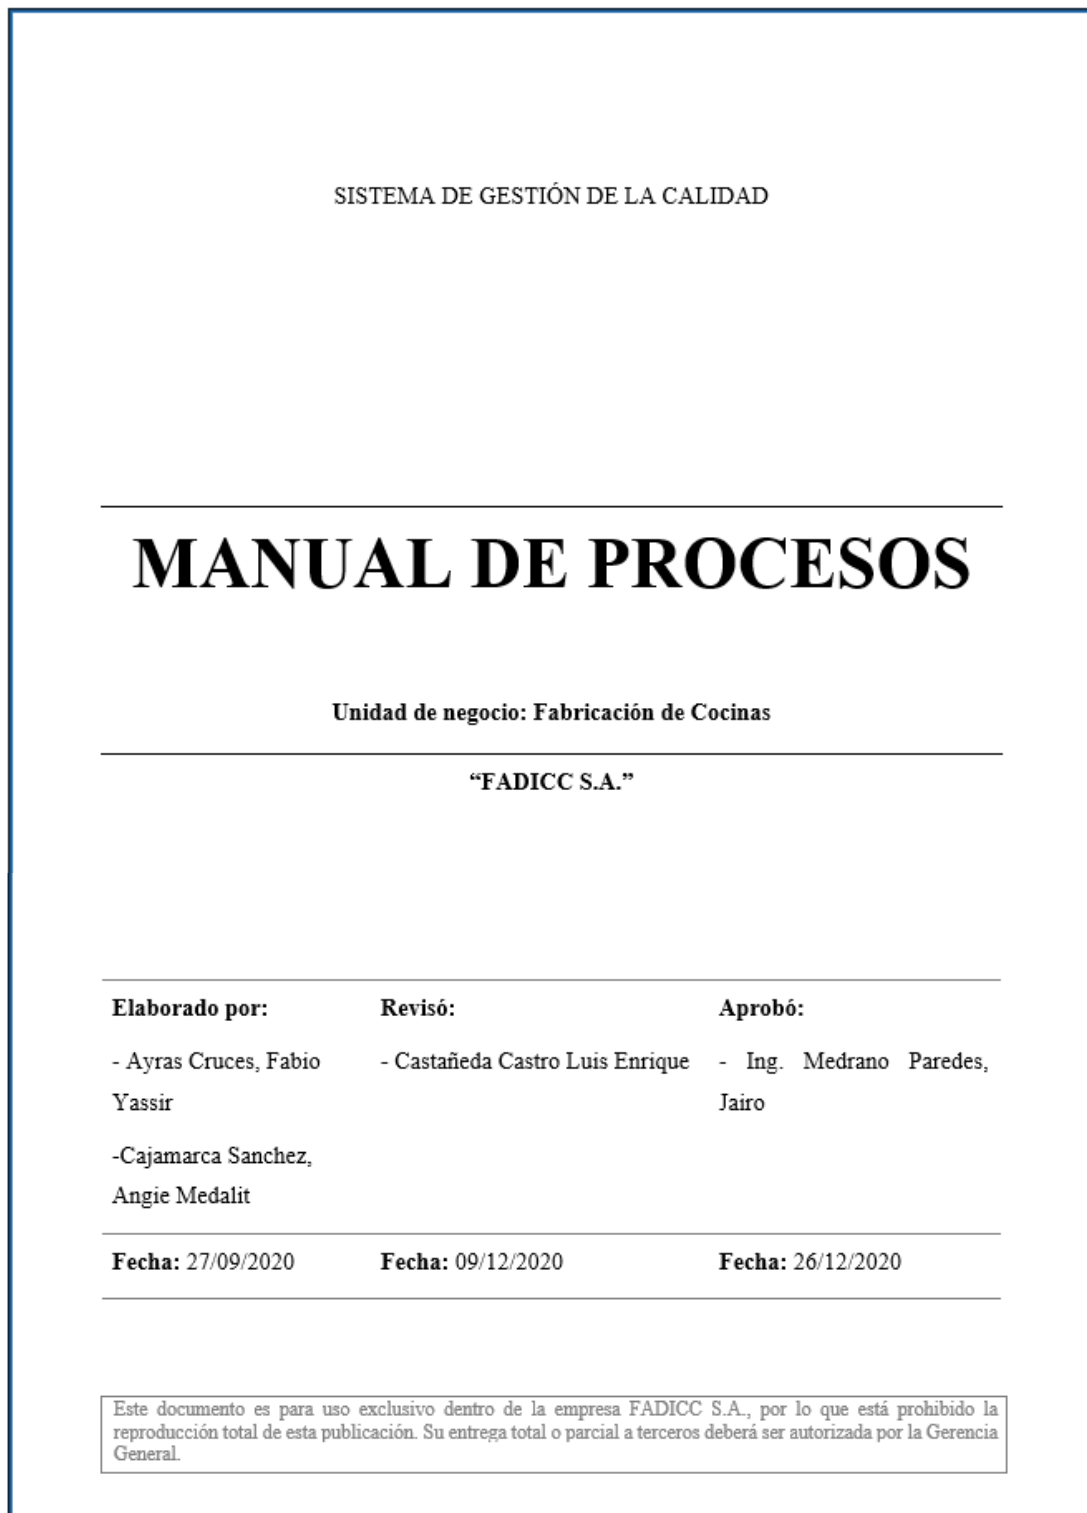 SISTEMA DE GESTIÓN DE LA CALIDAD
MANUAL DE PROCESOS
Unidad de negocio: Fabricación de Cocinas
“FADICC S.A.”
Elaborado por:
- Ayras Cruces, Fabio
Yassir
-Cajamarca Sanchez,
Angie Medalit
Revisó:
- Castañeda Castro Luis Enrique
Aprobó:
- Ing. Medrano Paredes,
Jairo
Fecha: 27/09/2020
Fecha: 09/12/2020
Fecha: 26/12/2020
Este documento es para uso exclusivo dentro de la empresa FADICC S.A., por lo que está prohibido la
reproducción total de esta publicación. Su entrega total o parcial a terceros deberá ser autorizada por la Gerencia
General.